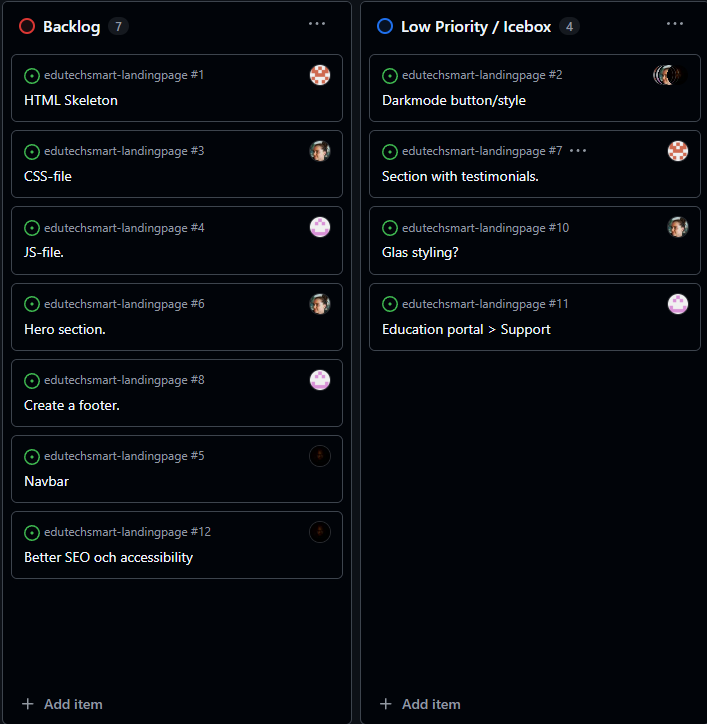 Backlog 7
edutechsmart-landingpage #1
HTML Skeleton
edutechsmart-landingpage #3
CSS-file
edutechsmart-landingpage #4
JS-file.
edutechsmart-landingpage #6
Hero section.
edutechsmart-landingpage #8
Create a footer.
edutechsmart-landingpage #5
Navbar
edutechsmart-landingpage #12
Better SEO och accessibility
Add item
Low Priority / Icebox 4
edutechsmart-landingpage #2
Darkmode button/style
edutechsmart-landingpage #7
Section with testimonials.
edutechsmart-landingpage #10
Glas styling?
edutechsmart-landingpage #11
Education portal > Support
Add item